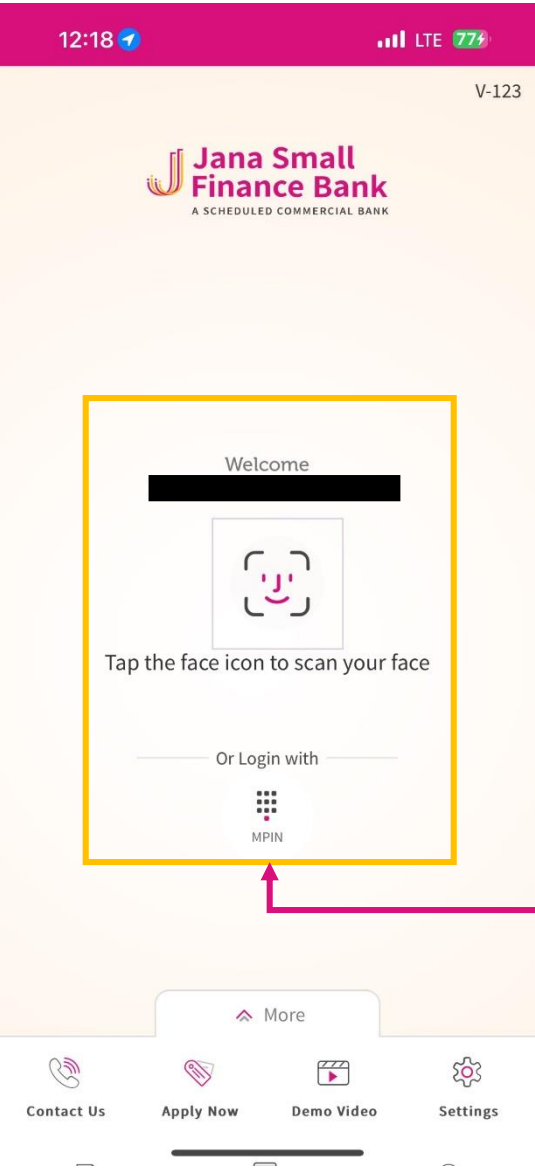 12:18 LTE 77
V-123
Jana Small
Finance Bank
A SCHEDULED COMMERCIAL BANK
Welcome
Tap the face icon to scan your face
Or Login with
MPIN
More
Contact Us Apply Now Demo Video Settings